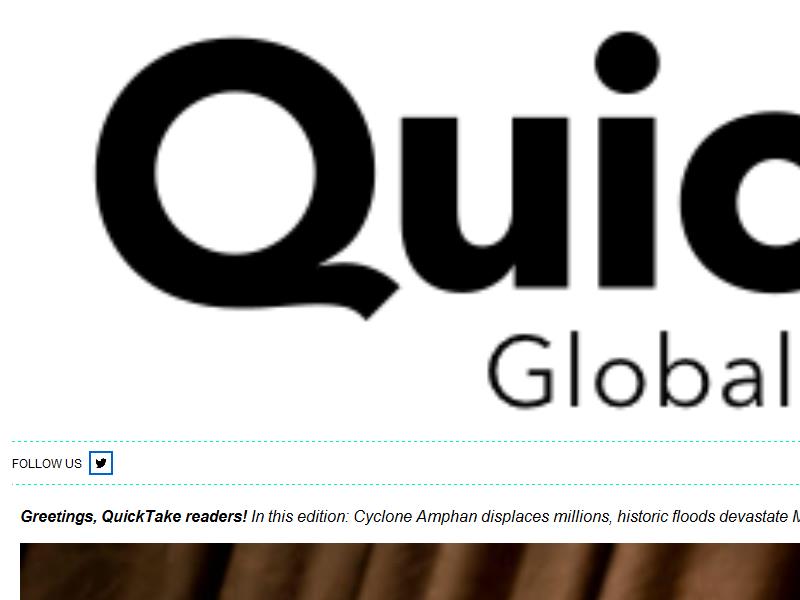 Quic
Global
FOLLOW US
Greetings, QuickTake readers! In this edition: Cyclone Amphan displaces millions, historic floods devastate